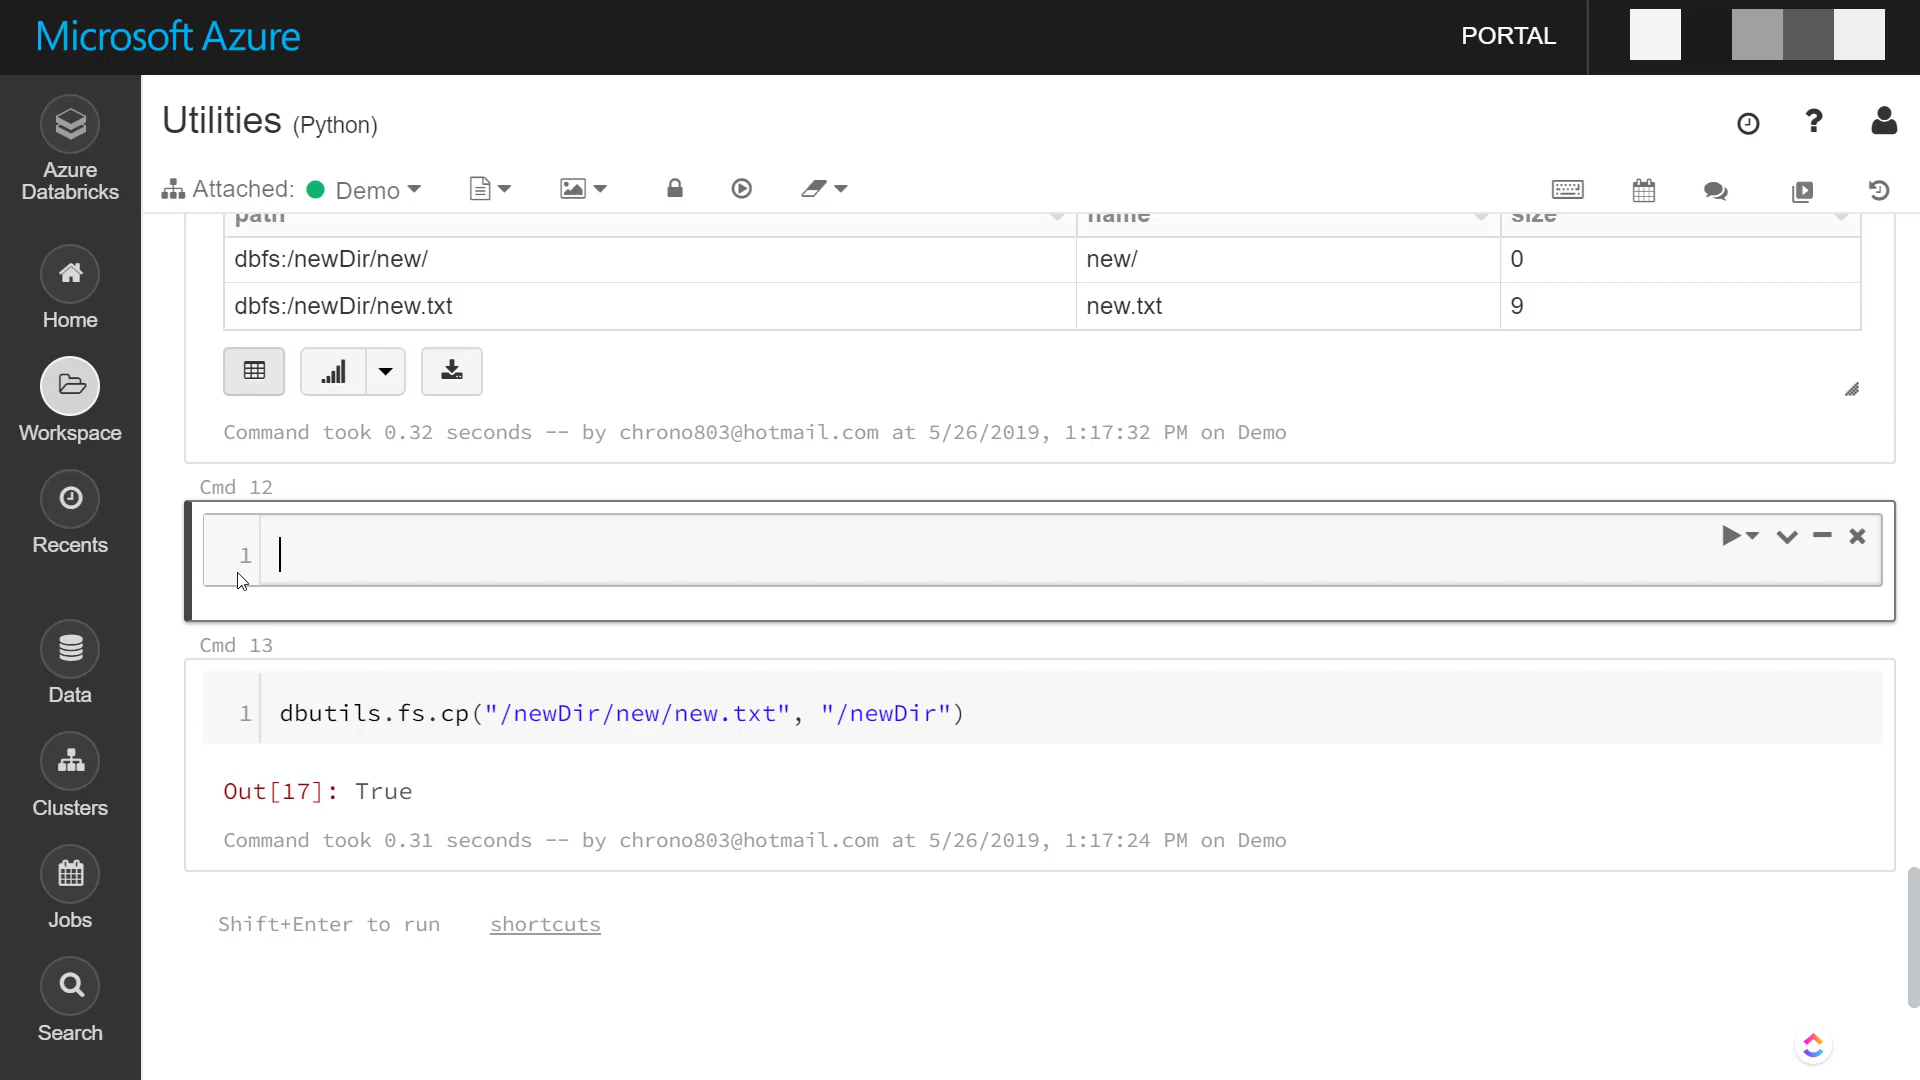 Microsoft Azure
PORTAL
Azure
Databricks
Home
Workspace
Recents
Data
Clusters
Jobs
Search
Utilities (Python)
?
Attached: Demo
path name size
dbfs:/newDir/new/ new/ 0
dbfs:/newDir/new.txt new.txt 9
Command took 0.32 seconds -- by chrono803@hotmail.com at 5/26/2019, 1:17:32 PM on Demo
Cmd 12
1
Cmd 13
1 dbutils.fs.cp("/newDir/new/new.txt", "/newDir")
Out[17]: True
Command took 0.31 seconds -- by chrono803@hotmail.com at 5/26/2019, 1:17:24 PM on Demo
Shift+Enter to run shortcuts